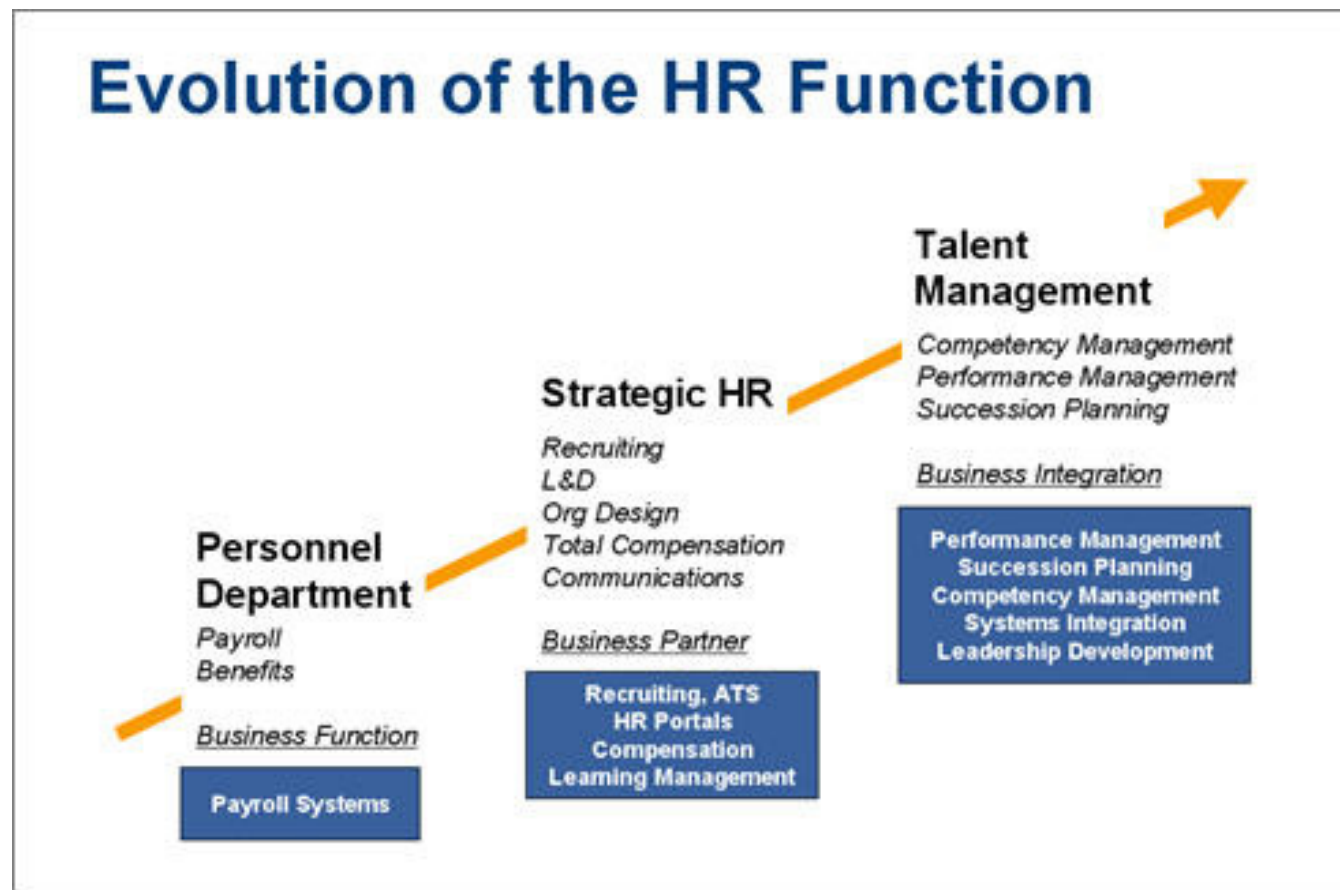 Evolution of the HR Function
Personnel
Department
Payroll
Benefits
Business Function
Payroll Systems
Strategic HR
Recruiting
L&D
Org Design
Total Compensation
Communications
Business Partner
Recruiting, ATS
HR Portals
Compensation
Learning Management
Talent
Management
Competency Management
Performance Management
Succession Planning
Business Integration
Performance Management
Succession Planning
Competency Management
Systems Integration
Leadership Development